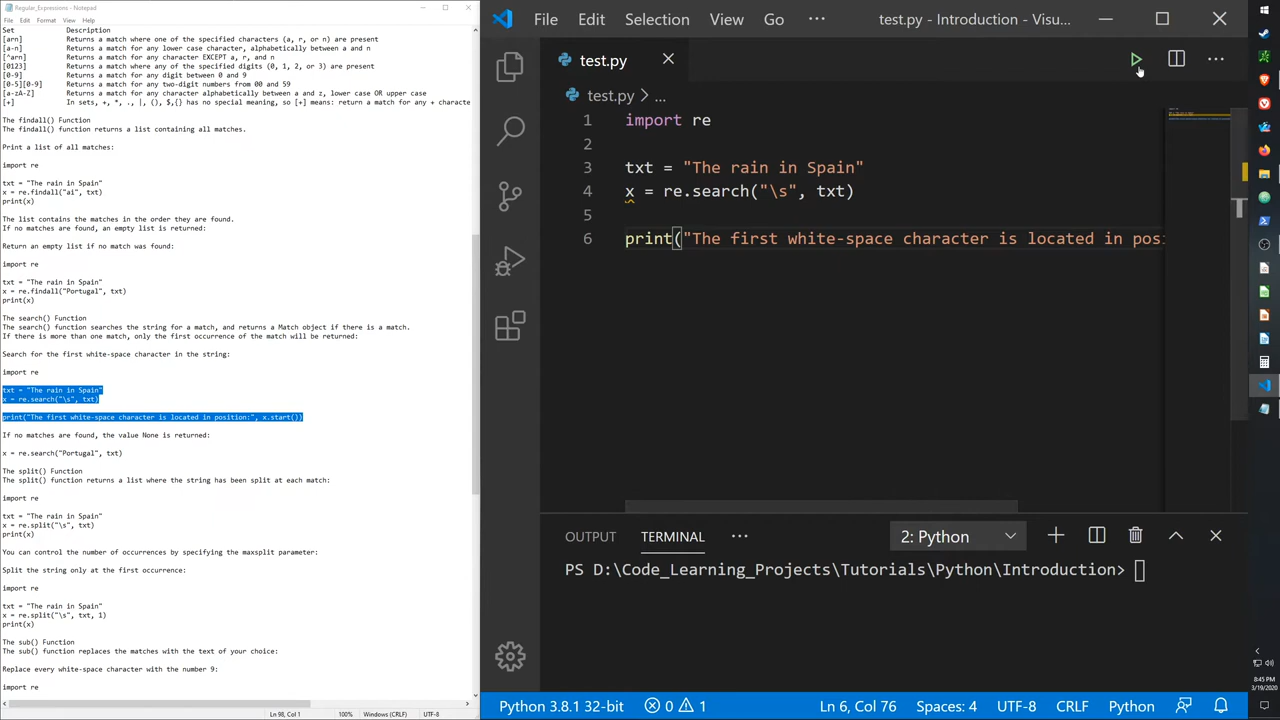 Regular_Expressions - Notepad
File Edit Format View Help
Set Description
[arn] Returns a match where one of the specified characters (a, r, or n) are present
[a-n] Returns a match for any lower case character, alphabetically between a and n
[^arn] Returns a match for any character EXCEPT a, r, and n
[0123] Returns a match where any of the specified digits (0, 1, 2, or 3) are present
[0-9] Returns a match for any digit between 0 and 9
[0-5][0-9] Returns a match for any two-digit numbers from 00 and 59
[a-zA-Z] Returns a match for any character alphabetically between a and z, lower case OR upper case
[+] In sets, +, *, ., |, (), $,{} has no special meaning, so [+] means: return a match for any + characte
The findall() Function
The findall() function returns a list containing all matches.
Print a list of all matches:
import re
txt = "The rain in Spain"
x = re.findall("ai", txt)
print(x)
The list contains the matches in the order they are found.
If no matches are found, an empty list is returned:
Return an empty list if no match was found:
import re
txt = "The rain in Spain"
x = re.findall("Portugal", txt)
print(x)
The search() Function
The search() function searches the string for a match, and returns a Match object if there is a match.
If there is more than one match, only the first occurrence of the match will be returned:
Search for the first white-space character in the string:
import re
txt = "The rain in Spain"
x = re.search("\s", txt)
print("The first white-space character is located in position:", x.start())
If no matches are found, the value None is returned:
x = re.search("Portugal", txt)
The split() Function
The split() function returns a list where the string has been split at each match:
import re
txt = "The rain in Spain"
x = re.split("\s", txt)
print(x)
You can control the number of occurrences by specifying the maxsplit parameter:
Split the string only at the first occurrence:
import re
txt = "The rain in Spain"
x = re.split("\s", txt, 1)
print(x)
The sub() Function
The sub() function replaces the matches with the text of your choice:
Replace every white-space character with the number 9:
import re
Ln 98, Col 1 100% Windows (CRLF) UTF-8
File Edit Selection View Go ··· test.py - Introduction - Visu...
test.py
test.py > ...
1 import re
2
3 txt = "The rain in Spain"
4 x = re.search("\s", txt)
5
6 print("The first white-space character is located in posi
OUTPUT TERMINAL ··· 2: Python
PS D:\Code_Learning_Projects\Tutorials\Python\Introduction>
Python 3.8.1 32-bit 0 1 Ln 6, Col 76 Spaces: 4 UTF-8 CRLF Python
8:45 PM
3/19/2020